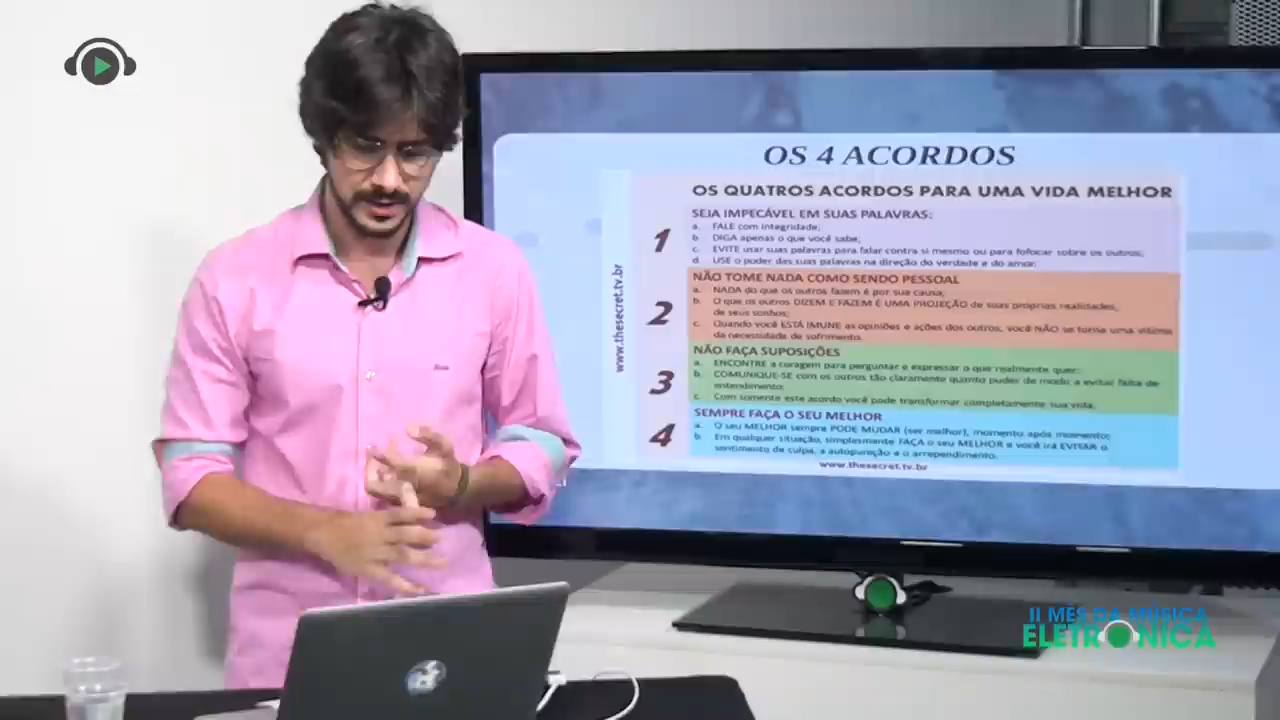 OS 4 ACORDOS
OS QUATROS ACORDOS PARA UMA VIDA MELHOR
1
SEJA IMPECÁVEL EM SUAS PALAVRAS:
a. FALE com integridade;
b. DIGA apenas o que você sabe;
c. EVITE usar suas palavras para falar contra si mesmo ou para fofocar sobre os outros;
d. USE o poder das suas palavras na direção do verdade e do amor;
2
NÃO TOME NADA COMO SENDO PESSOAL
a. NADA do que os outros fazem é por sua causa;
b. O que os outros DIZEM E FAZEM É UMA PROJEÇÃO de suas próprias realidades,
de seus sonhos;
c. Quando você ESTÁ IMUNE as opiniões e ações dos outros, você NÃO se torna uma vítima
da necessidade de sofrimento.
3
NÃO FAÇA SUPOSIÇÕES
a. ENCONTRE a coragem para perguntar e expressar o que realmente quer;
b. COMUNIQUE-SE com os outros tão claramente quanto puder de modo a evitar falta de
entendimento;
c. Com somente este acordo você pode transformar completamente sua vida.
4
SEMPRE FAÇA O SEU MELHOR
a. O seu MELHOR sempre PODE MUDAR (ser melhor), momento após momento;
b. Em qualquer situação, simplesmente FAÇA o seu MELHOR e você irá EVITAR o
sentimento de culpa, a autopunição e o arrependimento.
www.thesecret.tv.br
www.thesecret.tv.br
II MÊS DA MÚSICA
ELETRÔNICA